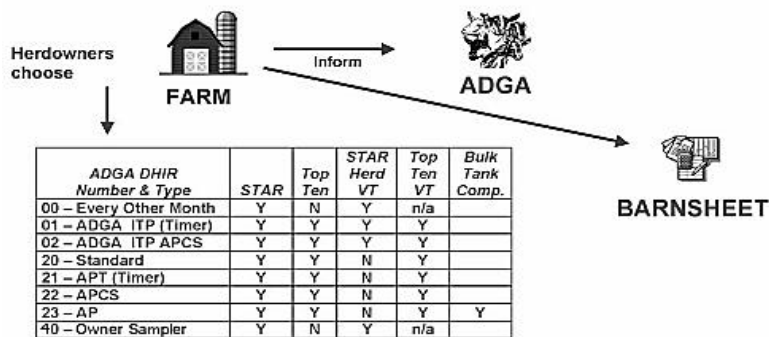 Herdowners
choose
FARM
Inform
ADGA
BARNSHEET
ADGA DHIR Number & Type STAR Top Ten STAR Herd VT Top Ten VT Bulk Tank Comp.
00 – Every Other Month Y N Y n/a
01 – ADGA ITP (Timer) Y Y Y Y
02 – ADGA ITP APCS Y Y Y Y
20 – Standard Y Y N Y
21 – APT (Timer) Y Y N Y
22 – APCS Y Y N Y
23 – AP Y Y N Y Y
40 – Owner Sampler Y N Y n/a